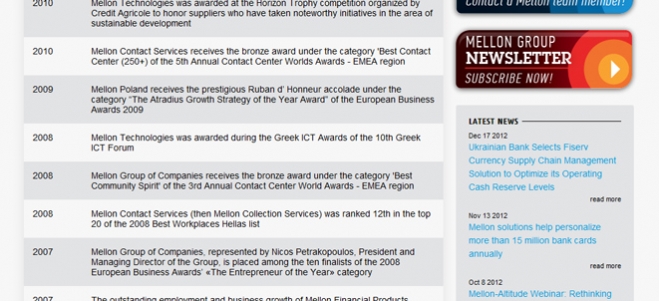 2010
Mellon Technologies was awarded at the Horizon Trophy competition organized by
Credit Agricole to honor suppliers who have taken noteworthy initiatives in the area of
sustainable development
2010
Mellon Contact Services receives the bronze award under the category 'Best Contact
Center (250+) of the 5th Annual Contact Center Worlds Awards - EMEA region
2009
Mellon Poland receives the prestigious Ruban d' Honneur accolade under the
category "The Atradius Growth Strategy of the Year Award" of the European Business
Awards 2009
2008
Mellon Technologies was awarded during the Greek ICT Awards of the 10th Greek
ICT Forum
2008
Mellon Group of Companies receives the bronze award under the category 'Best
Community Spirit' of the 3rd Annual Contact Center World Awards - EMEA region
2008
Mellon Contact Services (then Mellon Collection Services) was ranked 12th in the top
20 of the 2008 Best Workplaces Hellas list
2007
Mellon Group of Companies, represented by Nicos Petrakopoulos, President and
Managing Director of the Group, is placed among the ten finalists of the 2008
European Business Awards' «The Entrepreneur of the Year» category
2007
The outstanding employment and business growth of Mellon Financial Products
Contact a Mellon team member!
MELLON GROUP
NEWSLETTER
SUBSCRIBE NOW!
LATEST NEWS
Dec 17 2012
Ukrainian Bank Selects Fiserv
Currency Supply Chain Management
Solution to Optimize its Operating
Cash Reserve Levels
read more
Nov 13 2012
Mellon solutions help personalize
more than 15 million bank cards
annually
read more
Oct 8 2012
Mellon-Altitude Webinar: Rethinking